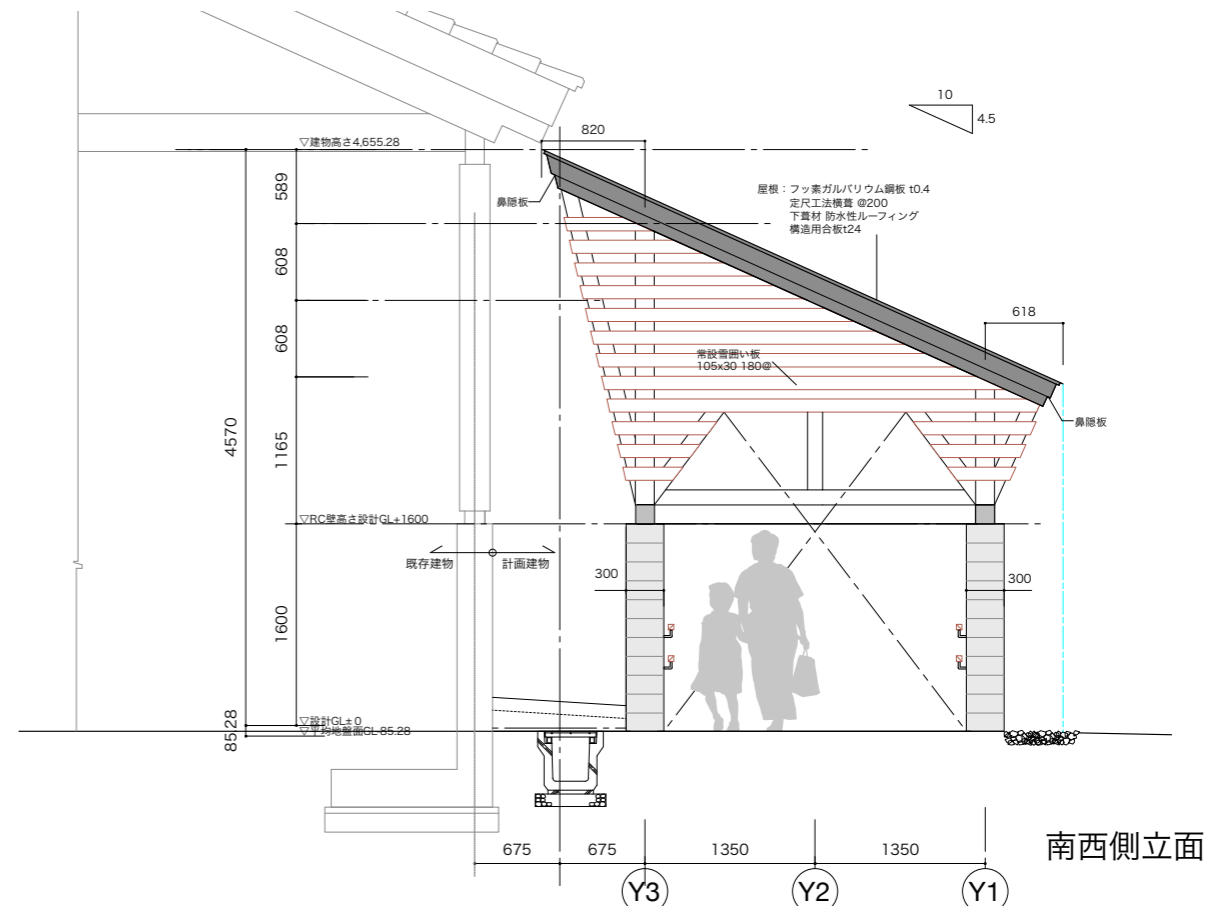 10
4.5
820
▽建物高さ4,655.28
589
鼻隠板
屋根：フッ素ガルバリウム鋼板 t0.4
定尺工法横葺 @200
下葺材 防水性ルーフィング
構造用合板t24
608
618
608
常設雪囲い板
105x30 180@
鼻隠板
4570
1165
▽RC壁高さ設計GL+1600
既存建物
計画建物
300
300
1600
▽設計GL±0
▽平均地盤面GL-85.28
85.28
675
675
1350
1350
南西側立面
Y3
Y2
Y1